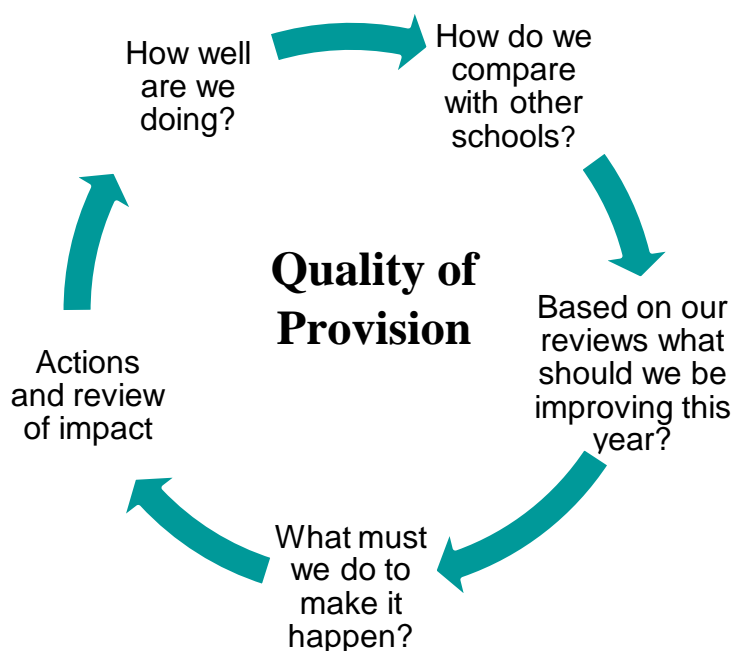 How well
are we
doing?
How do we
compare
with other
schools?
Quality of
Provision
Based on our
reviews what
should we be
improving this
year?
What must
we do to
make it
happen?
Actions
and review
of impact